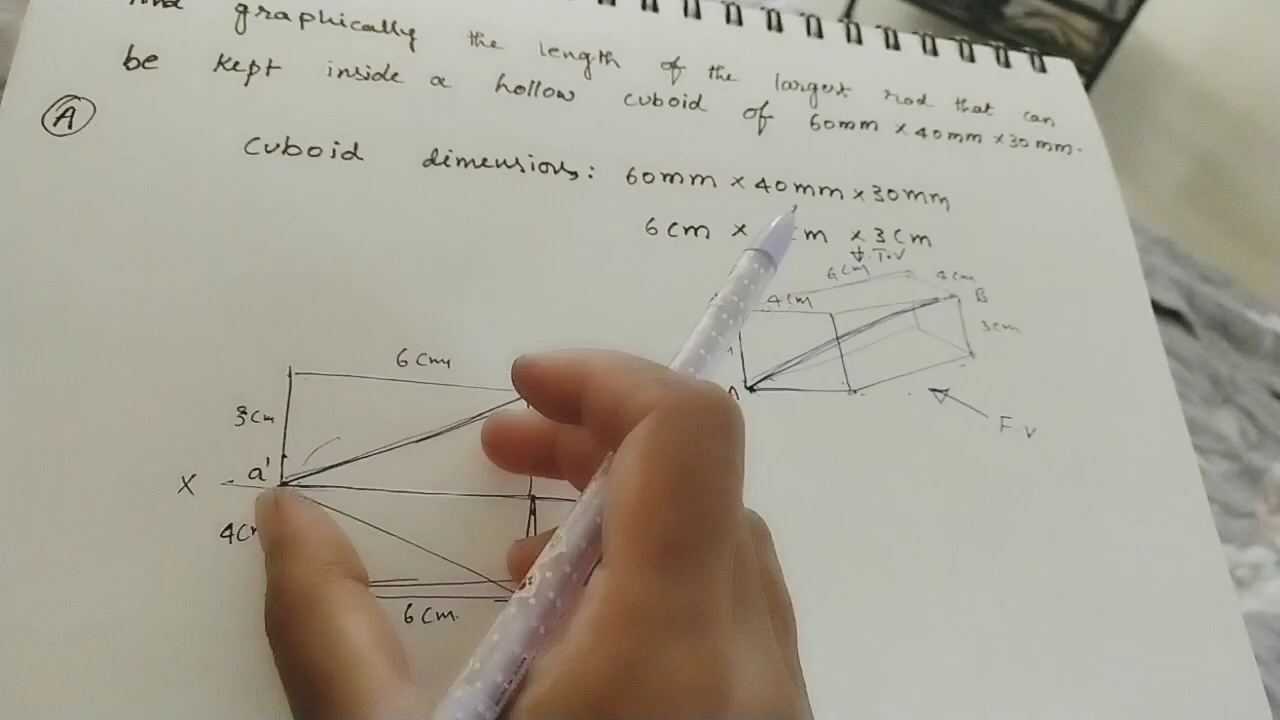 graphically the length of the largest rod that can
be kept inside a hollow cuboid of 60mm × 40mm × 30mm.
A
Cuboid dimensions: 60mm × 40mm × 30mm
6cm × cm × 3cm
T.V
6cm 4cm
4cm B
3cm
A
F.V
6cm
3cm
a'
X
4c
6cm.